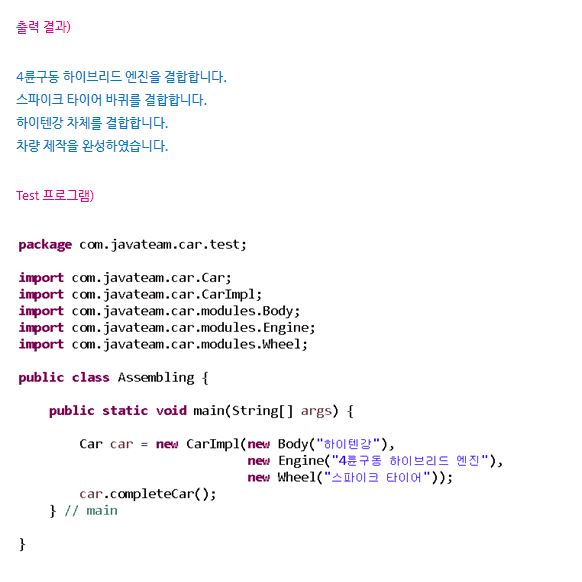 출력 결과)
4륜구동 하이브리드 엔진을 결합합니다.
스파이크 타이어 바퀴를 결합합니다.
하이텐강 차체를 결합합니다.
차량 제작을 완성하였습니다.
Test 프로그램)
package com.javateam.car.test;
import com.javateam.car.Car;
import com.javateam.car.CarImpl;
import com.javateam.car.modules.Body;
import com.javateam.car.modules.Engine;
import com.javateam.car.modules.Wheel;
public class Assembling {
public static void main(String[] args) {
Car car = new CarImpl(new Body("하이텐강"),
new Engine("4륜구동 하이브리드 엔진"),
new Wheel("스파이크 타이어"));
car.completeCar();
} // main
}